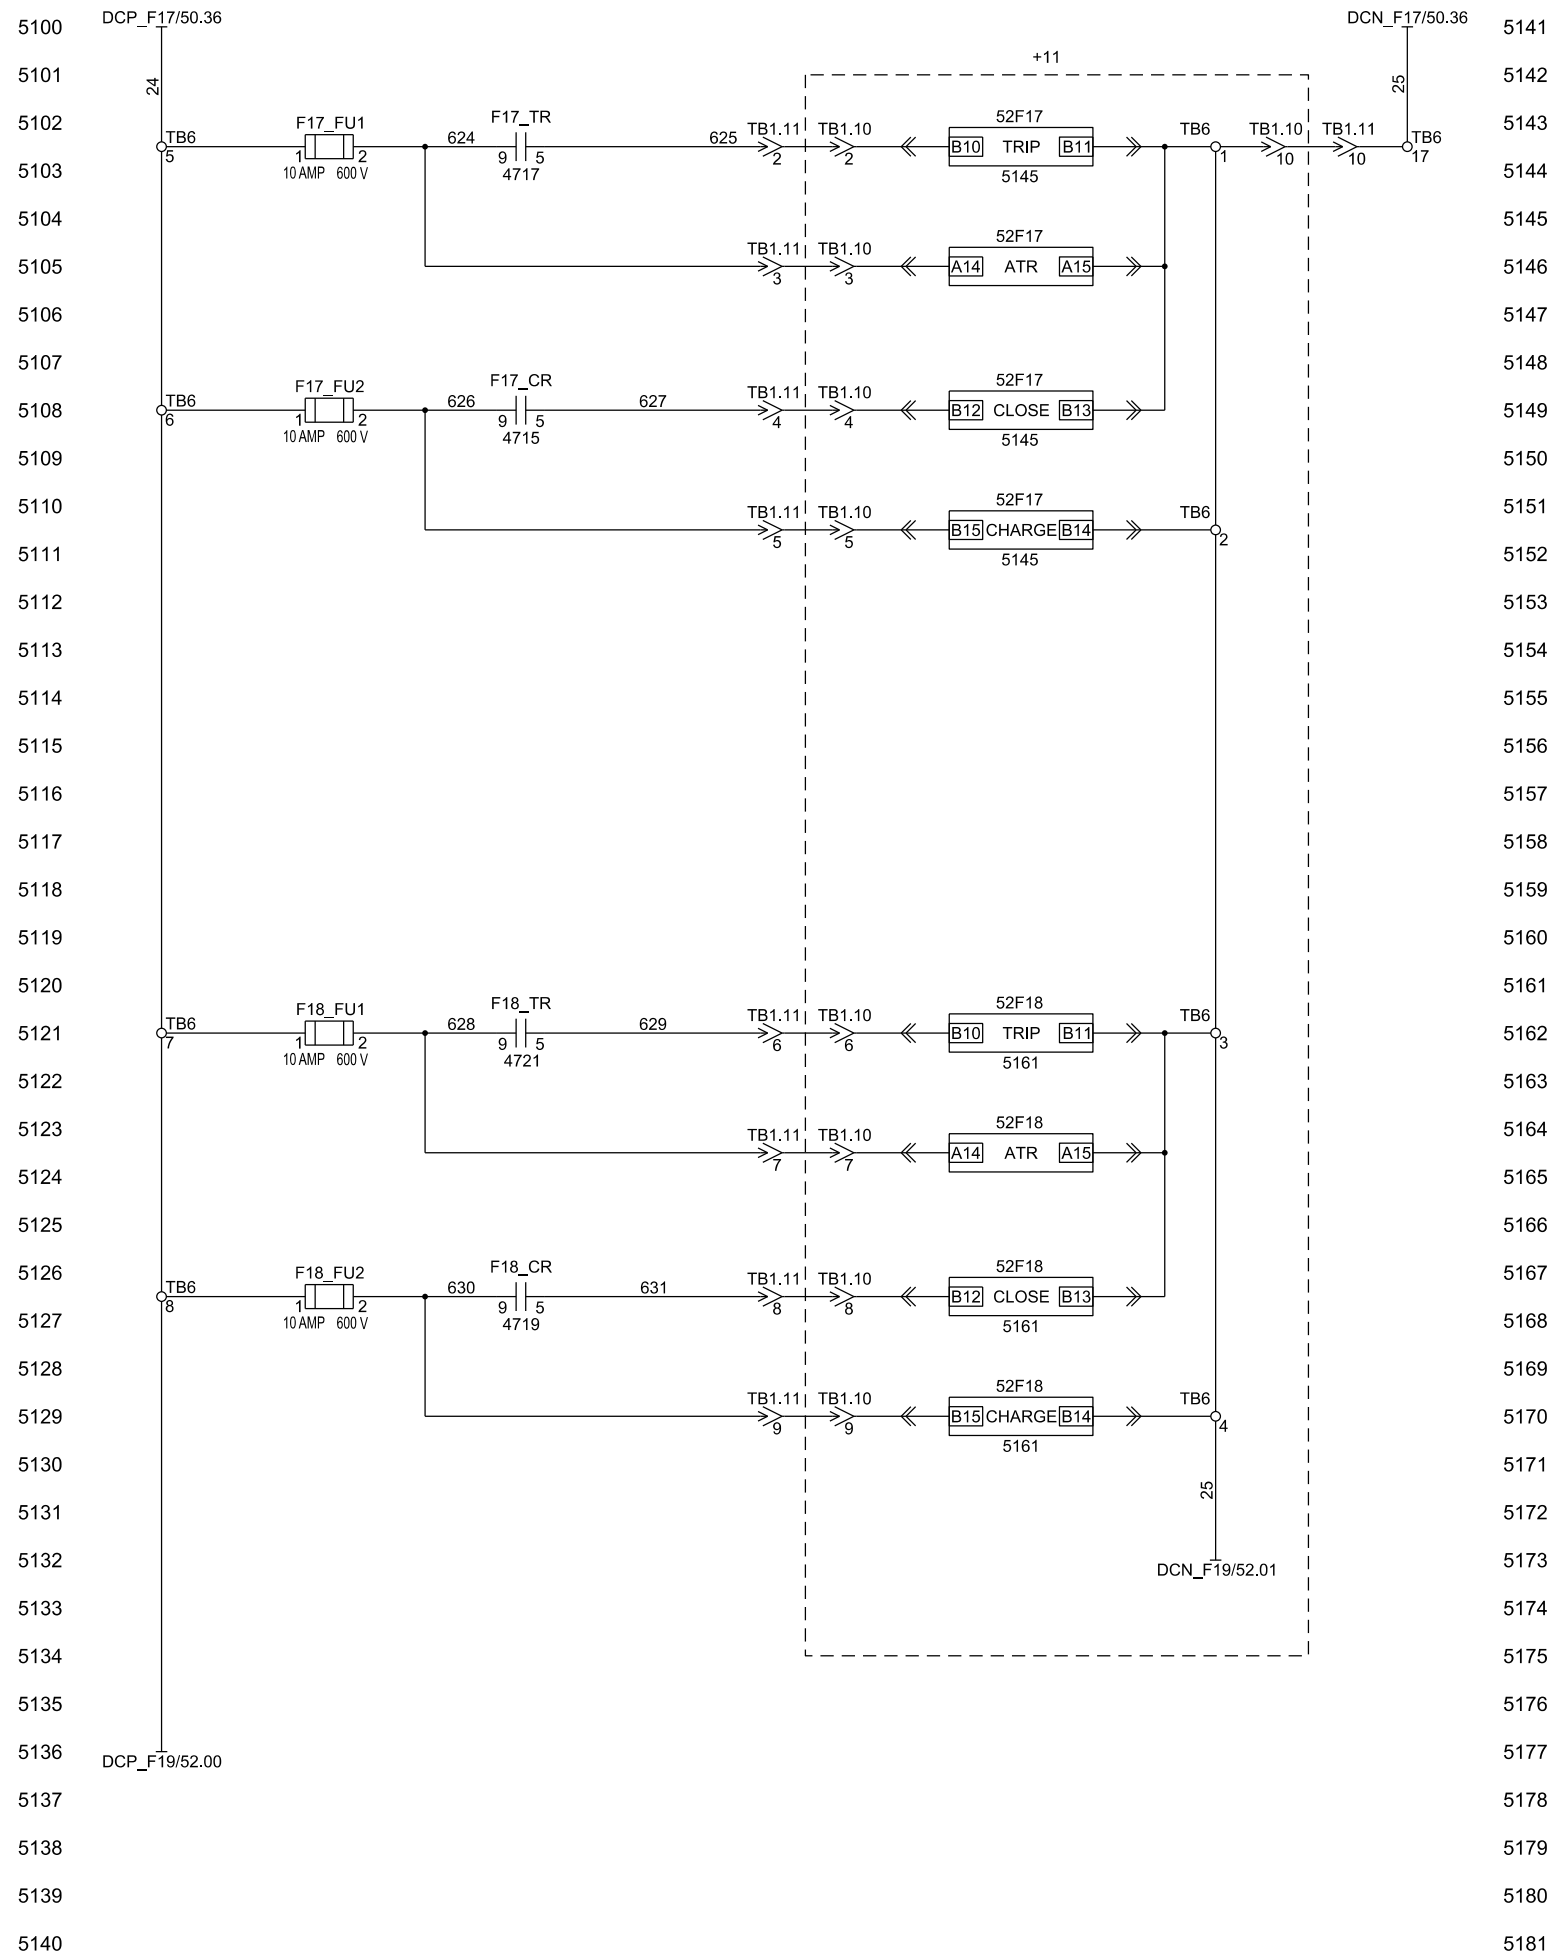 5100 DCP_F17/50.36 DCN_F17/50.36 5141
+11
5101 24 25 5142
5102 F17_FU1 F17_TR 52F17 5143
TB6 624 625 TB1.11 TB1.10 TB6 TB1.10 TB1.11 TB6
B10 TRIP B11
5 1 2 9 5 2 2 1 10 10 17
5103 10 AMP 600 V 4717 5145 5144
5104 5145
52F17
TB1.11 TB1.10
5105 A14 ATR A15 5146
3 3
5106 5147
5107 5148
F17_FU2 F17_CR 52F17
TB6 626 627 TB1.11 TB1.10
5108 B12 CLOSE B13 5149
6 1 2 9 5 4 4
10 AMP 600 V 4715 5145
5109 5150
52F17
5110 TB1.11 TB1.10 TB6 5151
B15 CHARGE B14
5 5 2
5111 5145 5152
5112 5153
5113 5154
5114 5155
5115 5156
5116 5157
5117 5158
5118 5159
5119 5160
5120 5161
F18_FU1 F18_TR 52F18
TB6 628 629 TB1.11 TB1.10 TB6
5121 B10 TRIP B11 5162
7 1 2 9 5 6 6 3
10 AMP 600 V 4721 5161
5122 5163
52F18
5123 TB1.11 TB1.10 5164
A14 ATR A15
7 7
5124 5165
5125 5166
5126 F18_FU2 F18_CR 52F18 5167
TB6 630 631 TB1.11 TB1.10
B12 CLOSE B13
8 1 2 9 5 8 8
5127 10 AMP 600 V 4719 5161 5168
5128 5169
52F18
TB1.11 TB1.10 TB6
5129 B15 CHARGE B14 5170
9 9 4
5161
5130 5171
25
5131 5172
5132 5173
DCN_F19/52.01
5133 5174
5134 5175
5135 5176
5136 5177
DCP_F19/52.00
5137 5178
5138 5179
5139 5180
5140 5181